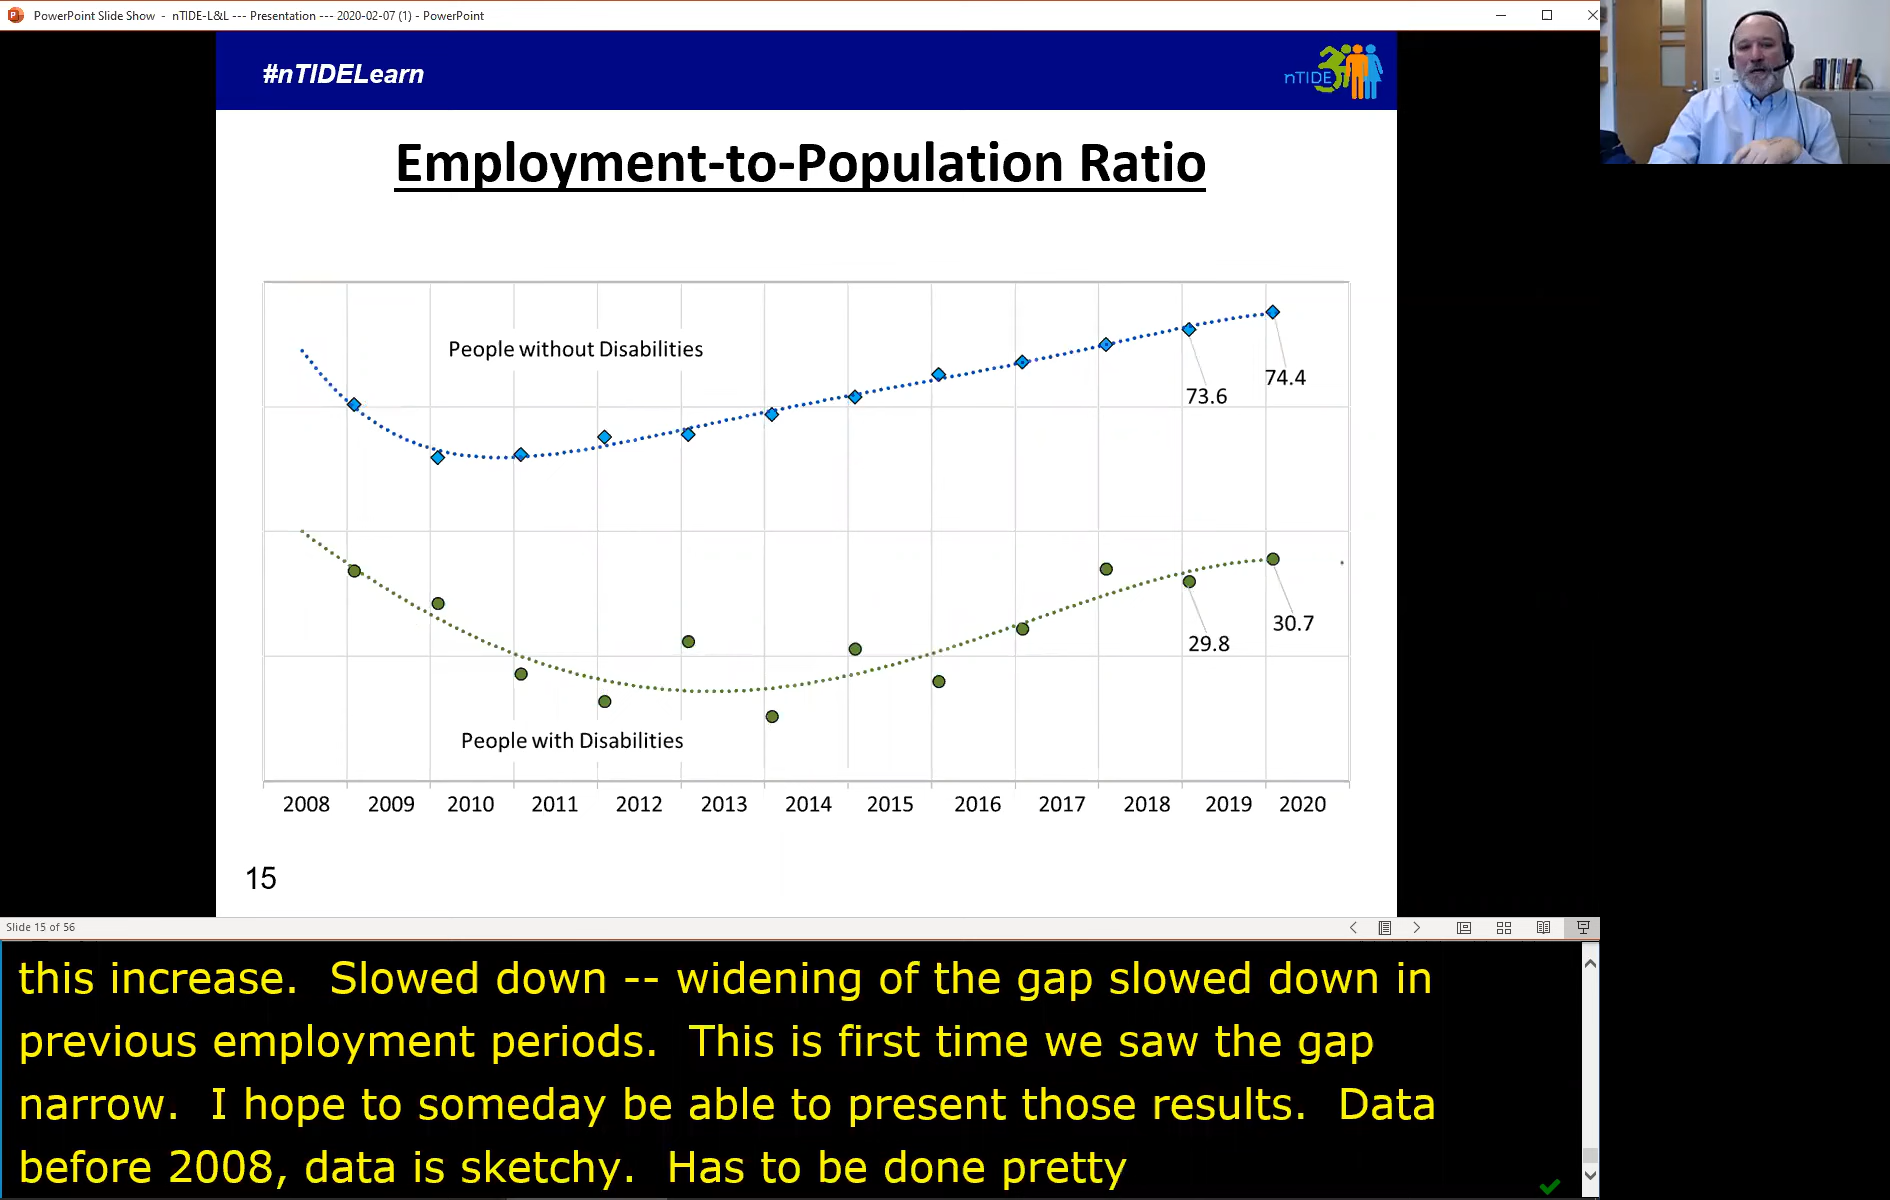 PowerPoint Slide Show - nTIDE-L&L --- Presentation --- 2020-02-07 (1) - PowerPoint
#nTIDELearn
nTIDE
Employment-to-Population Ratio
People without Disabilities
74.4
73.6
30.7
29.8
People with Disabilities
2008 2009 2010 2011 2012 2013 2014 2015 2016 2017 2018 2019 2020
15
Slide 15 of 56
this increase.  Slowed down -- widening of the gap slowed down in
previous employment periods.  This is first time we saw the gap
narrow.  I hope to someday be able to present those results.  Data
before 2008, data is sketchy.  Has to be done pretty